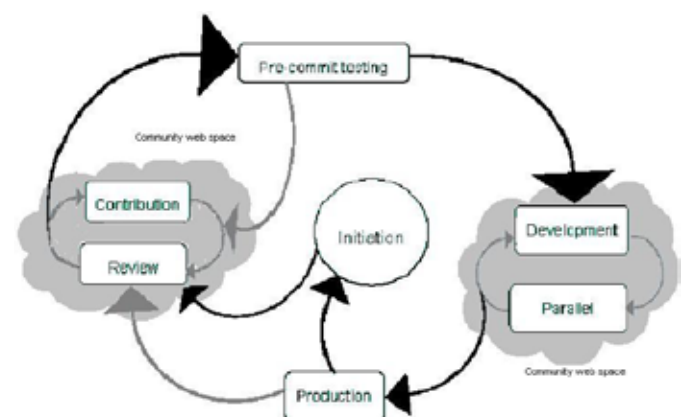 Pre-commit testing
Community web space
Contribution
Review
Initiation
Development
Parallel
Community web space
Production